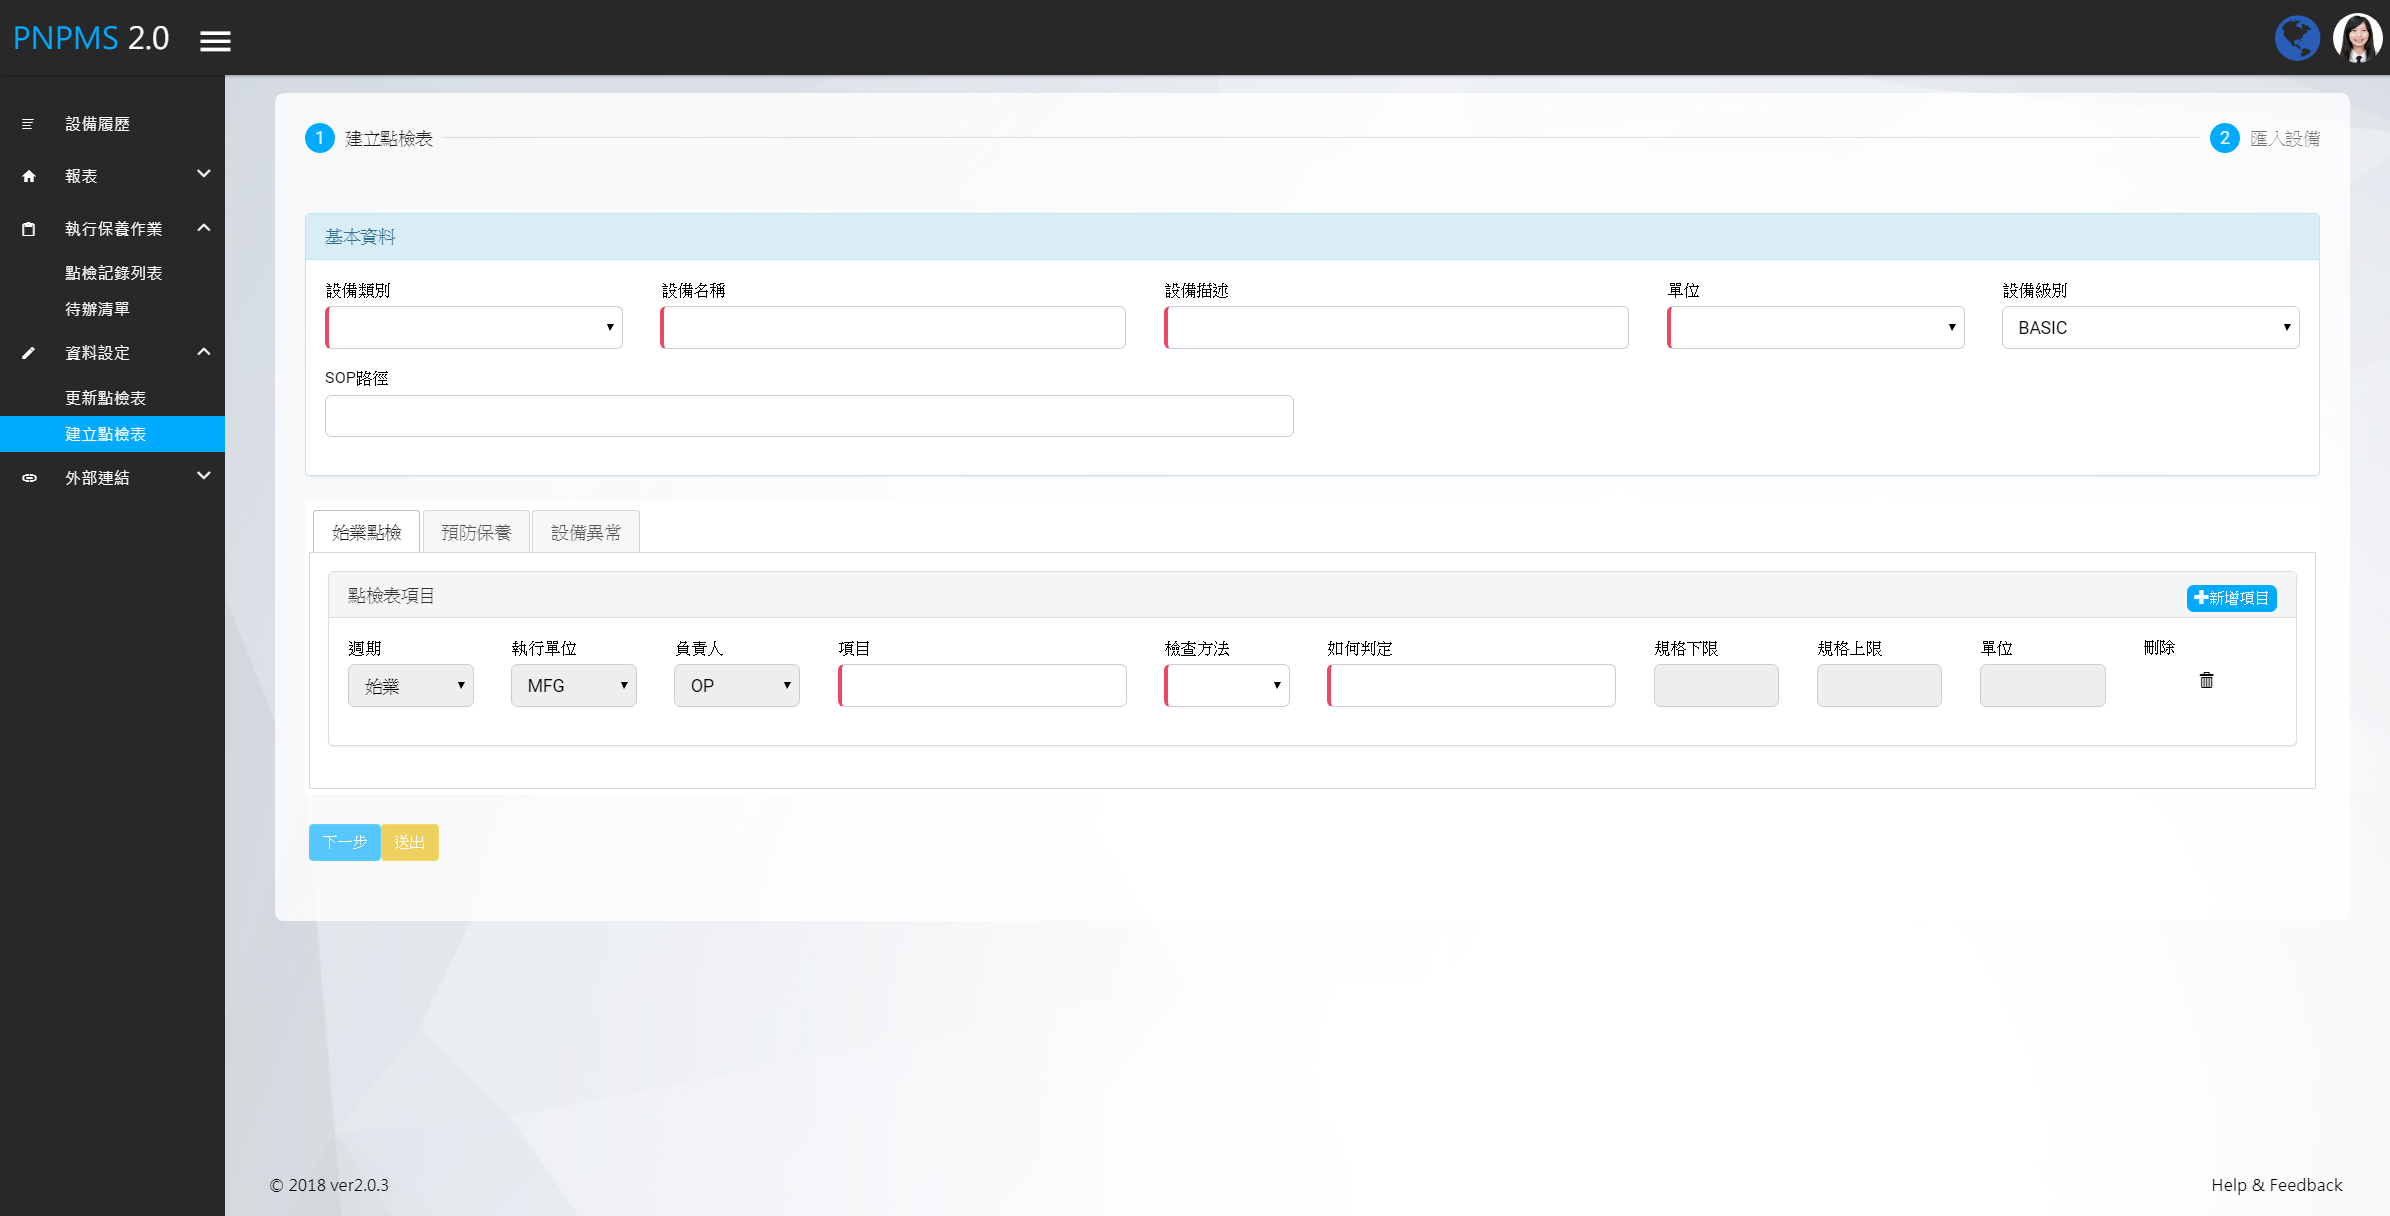 PNPMS 2.0
設備履歷
報表
執行保養作業
點檢記錄列表
待辦清單
資料設定
更新點檢表
建立點檢表
外部連結
1 建立點檢表
2 匯入設備
基本資料
設備類別 設備名稱 設備描述 單位 設備級別
BASIC
SOP路徑
始業點檢 預防保養 設備異常
點檢表項目
新增項目
週期 執行單位 負責人 項目 檢查方法 如何判定 規格下限 規格上限 單位 刪除
始業 MFG OP
下一步 送出
© 2018 ver2.0.3
Help & Feedback